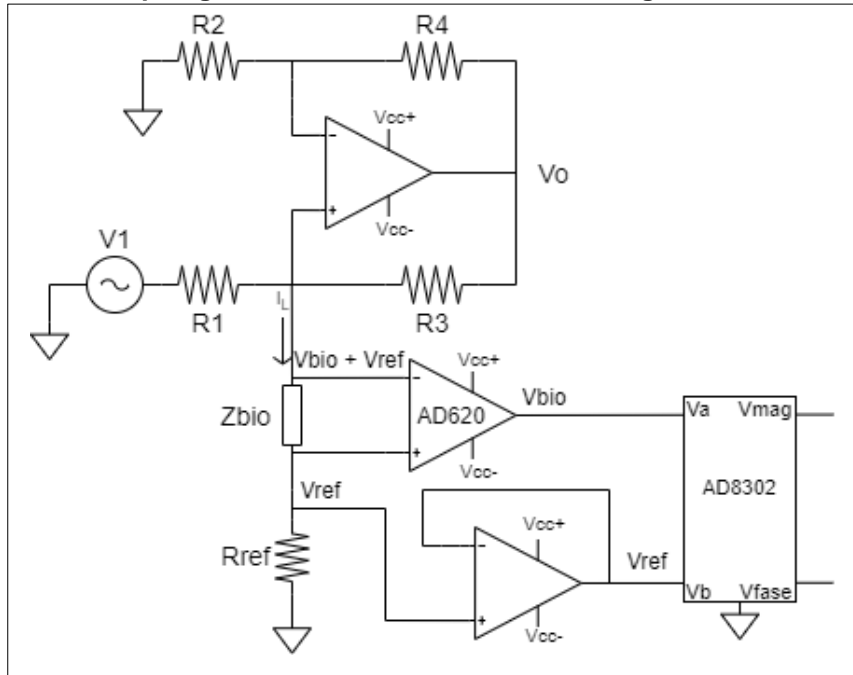 R2
R4
Vcc+
-
Vo
+
Vcc-
V1
R1
R3
IL
Vbio + Vref
Vcc+
-
Vbio
Zbio
AD620
+
Vcc-
Va
Vmag
AD8302
Vref
Rref
Vcc+
-
Vref
+
Vcc-
Vb
Vfase